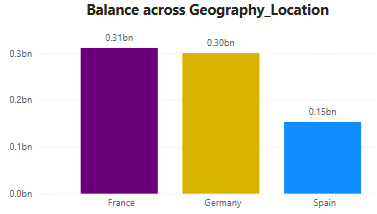 Balance across Geography_Location
0.3bn
0.2bn
0.1bn
0.0bn
0.31bn
0.30bn
0.15bn
France
Germany
Spain